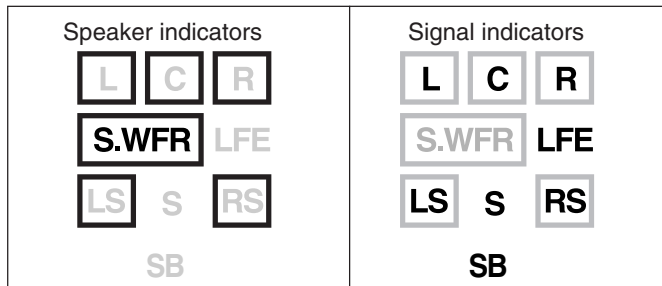 Speaker indicators
L C R
S.WFR LFE
LS S RS
SB
Signal indicators
L C R
S.WFR LFE
LS S RS
SB